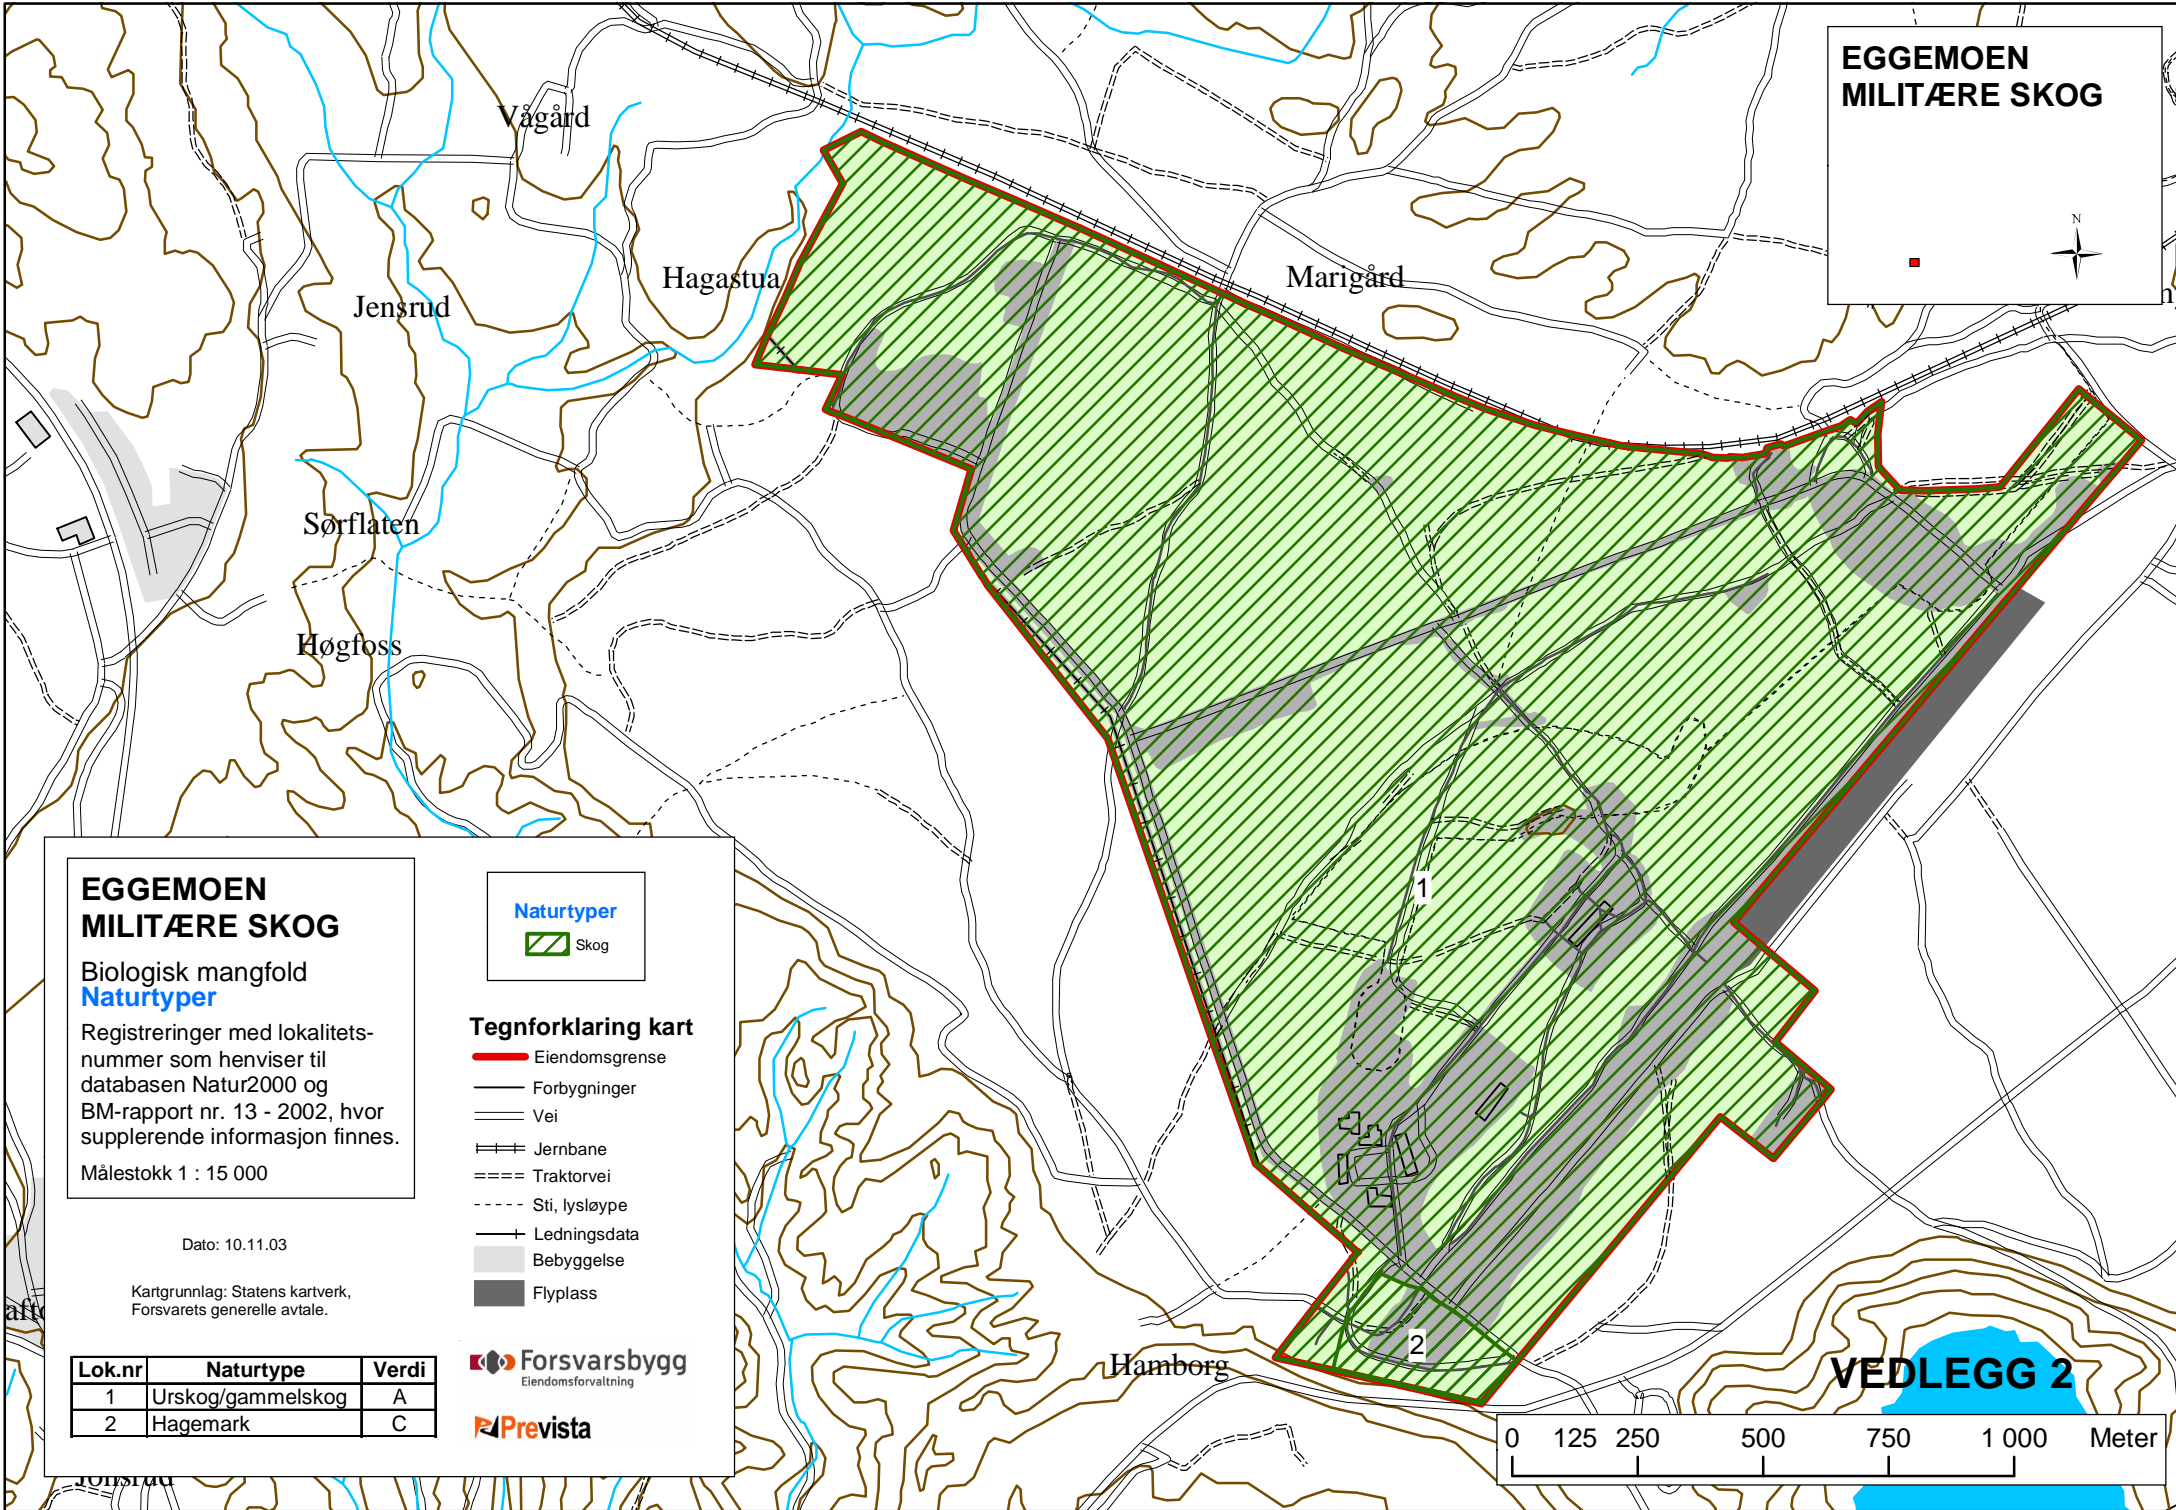 EGGEMOEN
MILITÆRE SKOG
N
Vågård
Hagastua
Jensrud
Marigård
Sørflaten
Høgfoss
1
2
Hamborg
EGGEMOEN
MILITÆRE SKOG
Biologisk mangfold
Naturtyper
Registreringer med lokalitets-
nummer som henviser til
databasen Natur2000 og
BM-rapport nr. 13 - 2002, hvor
supplerende informasjon finnes.
Målestokk 1 : 15 000
Dato: 10.11.03
Kartgrunnlag: Statens kartverk,
Forsvarets generelle avtale.
Lok.nr Naturtype Verdi
1 Urskog/gammelskog A
2 Hagemark C
Naturtyper
Skog
Tegnforklaring kart
Eiendomsgrense
Forbygninger
Vei
Jernbane
Traktorvei
Sti, lysløype
Ledningsdata
Bebyggelse
Flyplass
Forsvarsbygg
Eiendomsforvaltning
Prevista
VEDLEGG 2
0 125 250 500 750 1 000 Meter